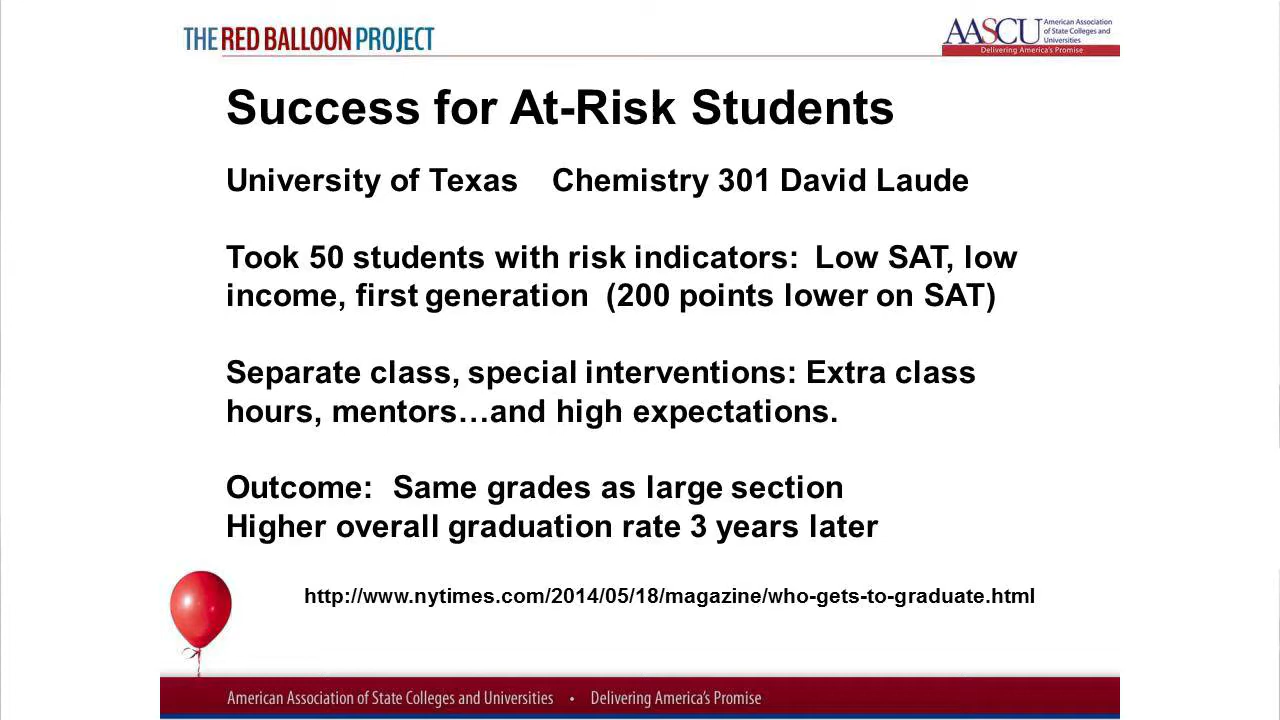 THE RED BALLOON PROJECT
AASCU American Association
of State Colleges and
Universities
Delivering America's Promise
Success for At-Risk Students
University of Texas    Chemistry 301 David Laude
Took 50 students with risk indicators:  Low SAT, low
income, first generation  (200 points lower on SAT)
Separate class, special interventions: Extra class
hours, mentors…and high expectations.
Outcome:  Same grades as large section
Higher overall graduation rate 3 years later
http://www.nytimes.com/2014/05/18/magazine/who-gets-to-graduate.html
American Association of State Colleges and Universities • Delivering America's Promise